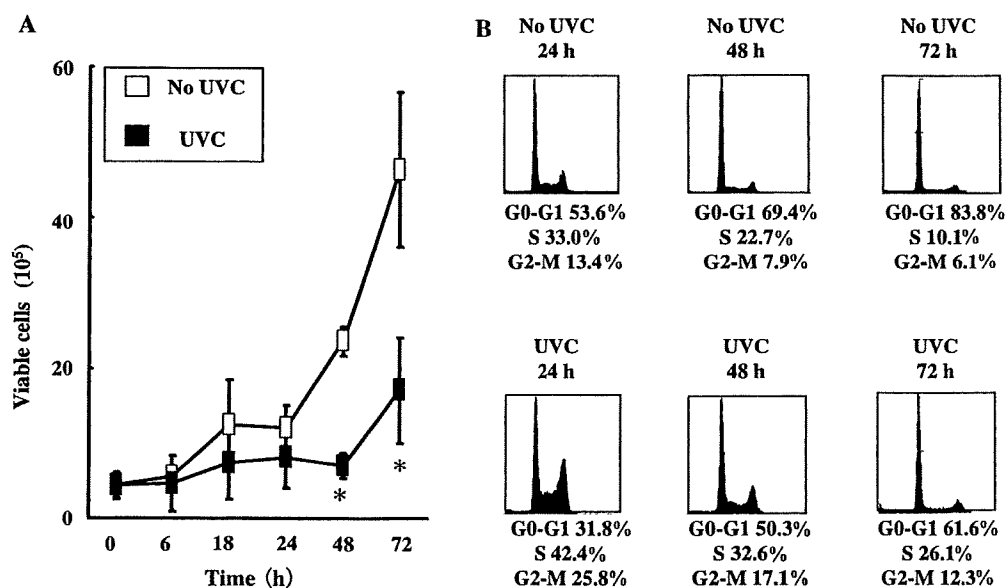 A
60
No UVC
UVC
40
20
0
Viable cells (10⁵)
0 6 18 24 48 72
Time (h)
*
*
B
No UVC
24 h
No UVC
48 h
No UVC
72 h
G0-G1 53.6%
S 33.0%
G2-M 13.4%
G0-G1 69.4%
S 22.7%
G2-M 7.9%
G0-G1 83.8%
S 10.1%
G2-M 6.1%
UVC
24 h
UVC
48 h
UVC
72 h
G0-G1 31.8%
S 42.4%
G2-M 25.8%
G0-G1 50.3%
S 32.6%
G2-M 17.1%
G0-G1 61.6%
S 26.1%
G2-M 12.3%